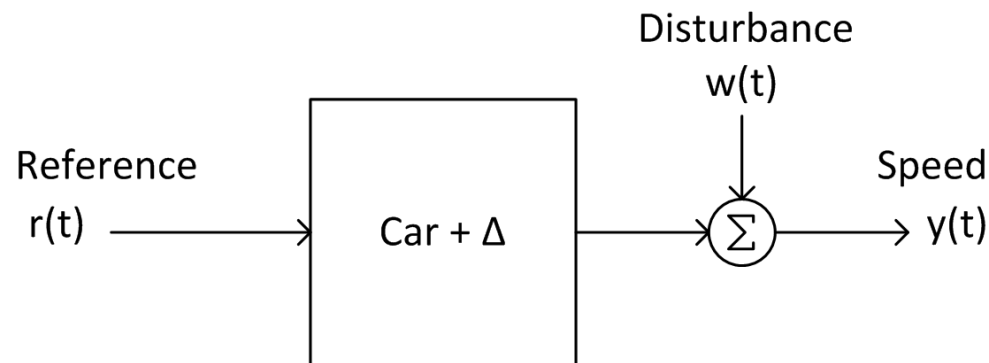 Disturbance
w(t)
Reference
r(t)
Car + Δ
Σ
Speed
y(t)